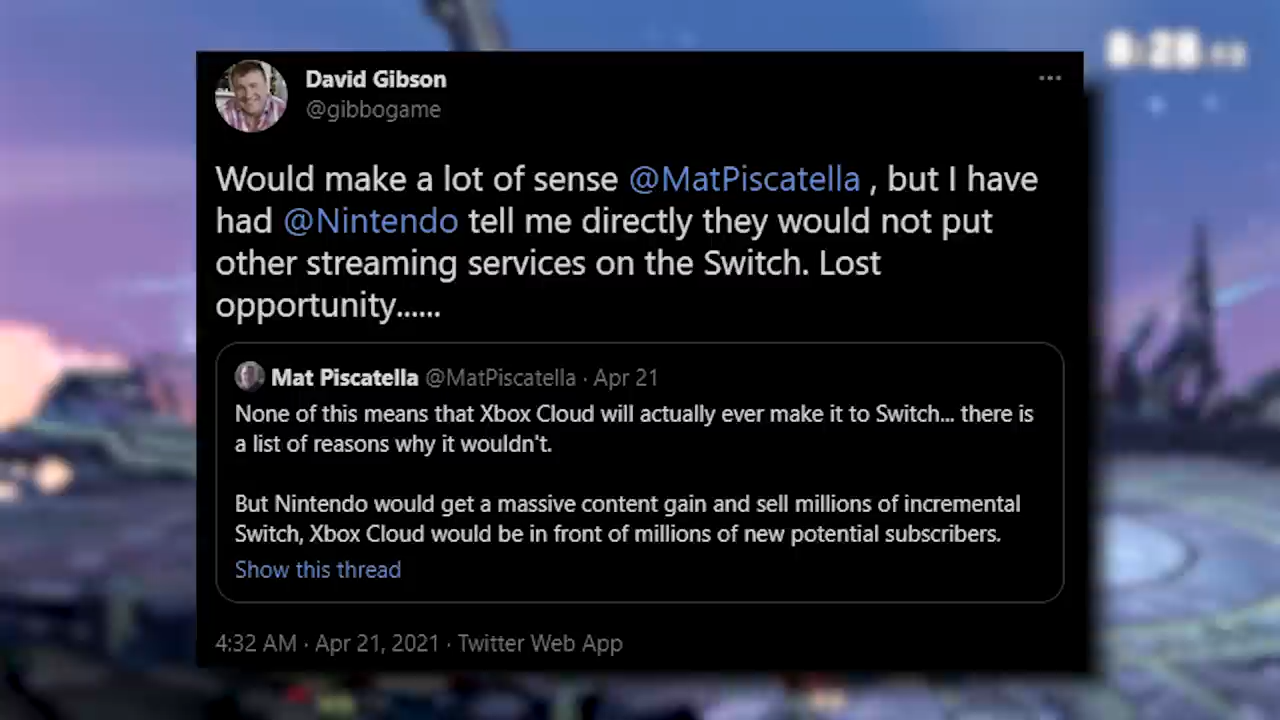 8:28
David Gibson
@gibbogame
Would make a lot of sense @MatPiscatella , but I have
had @Nintendo tell me directly they would not put
other streaming services on the Switch. Lost
opportunity......
Mat Piscatella @MatPiscatella · Apr 21
None of this means that Xbox Cloud will actually ever make it to Switch... there is
a list of reasons why it wouldn't.
But Nintendo would get a massive content gain and sell millions of incremental
Switch, Xbox Cloud would be in front of millions of new potential subscribers.
Show this thread
4:32 AM · Apr 21, 2021 · Twitter Web App